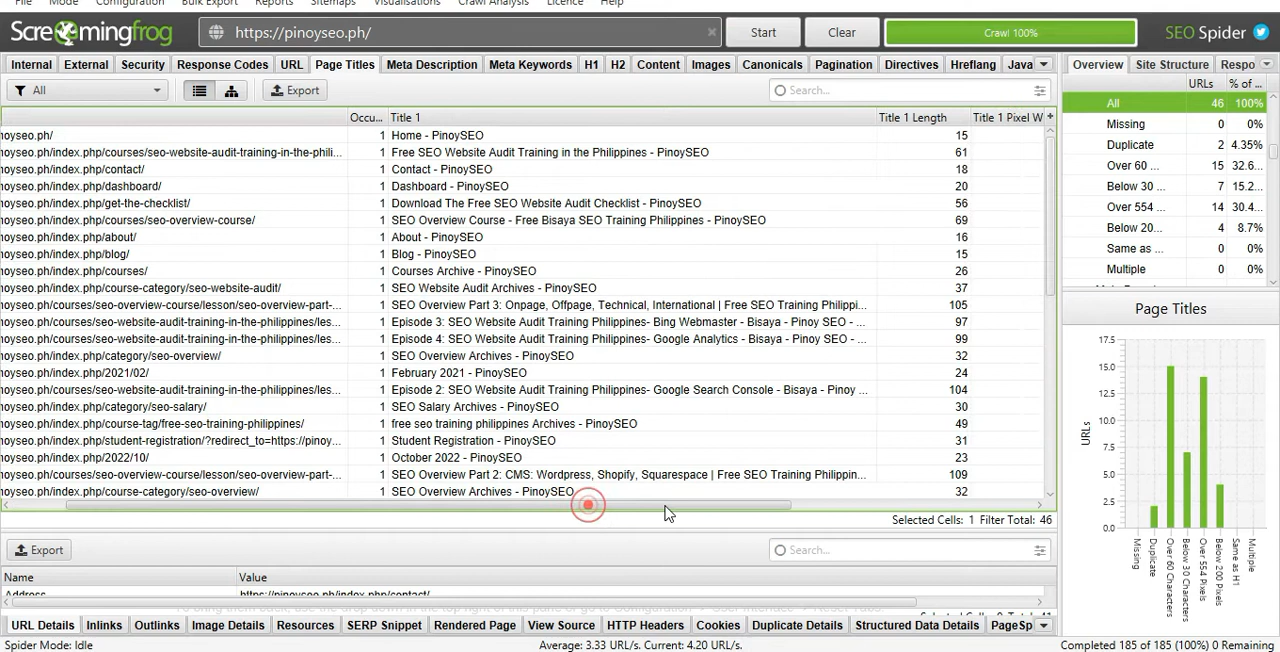 File Mode Configuration Bulk Export Reports Sitemaps Visualisations Crawl Analysis Licence Help
Screamingfrog https://pinoyseo.ph/ Start Clear Crawl 100% SEO Spider
Internal External Security Response Codes URL Page Titles Meta Description Meta Keywords H1 H2 Content Images Canonicals Pagination Directives Hreflang Java
Overview Site Structure Respo
All Export Search...
URLs % of ...
All 46 100%
Missing 0 0%
Duplicate 2 4.35%
Over 60 ... 15 32.6...
Below 30 ... 7 15.2...
Over 554 ... 14 30.4...
Below 20... 4 8.7%
Same as ... 0 0%
Multiple 0 0%
Occu... Title 1 Title 1 Length Title 1 Pixel W
noyseo.ph/ 1 Home - PinoySEO 15
noyseo.ph/index.php/courses/seo-website-audit-training-in-the-phili... 1 Free SEO Website Audit Training in the Philippines - PinoySEO 61
noyseo.ph/index.php/contact/ 1 Contact - PinoySEO 18
noyseo.ph/index.php/dashboard/ 1 Dashboard - PinoySEO 20
noyseo.ph/index.php/get-the-checklist/ 1 Download The Free SEO Website Audit Checklist - PinoySEO 56
noyseo.ph/index.php/courses/seo-overview-course/ 1 SEO Overview Course - Free Bisaya SEO Training Philippines - PinoySEO 69
noyseo.ph/index.php/about/ 1 About - PinoySEO 16
noyseo.ph/index.php/blog/ 1 Blog - PinoySEO 15
noyseo.ph/index.php/courses/ 1 Courses Archive - PinoySEO 26
noyseo.ph/index.php/course-category/seo-website-audit/ 1 SEO Website Audit Archives - PinoySEO 37
noyseo.ph/courses/seo-overview-course/lesson/seo-overview-part-... 1 SEO Overview Part 3: Onpage, Offpage, Technical, International | Free SEO Training Philippi... 105
noyseo.ph/courses/seo-website-audit-training-in-the-philippines/les... 1 Episode 3: SEO Website Audit Training Philippines- Bing Webmaster - Bisaya - Pinoy SEO - ... 97
noyseo.ph/courses/seo-website-audit-training-in-the-philippines/les... 1 Episode 4: SEO Website Audit Training Philippines- Google Analytics - Bisaya - Pinoy SEO - ... 99
noyseo.ph/index.php/category/seo-overview/ 1 SEO Overview Archives - PinoySEO 32
noyseo.ph/index.php/2021/02/ 1 February 2021 - PinoySEO 24
noyseo.ph/courses/seo-website-audit-training-in-the-philippines/les... 1 Episode 2: SEO Website Audit Training Philippines- Google Search Console - Bisaya - Pinoy ... 104
noyseo.ph/index.php/category/seo-salary/ 1 SEO Salary Archives - PinoySEO 30
noyseo.ph/index.php/course-tag/free-seo-training-philippines/ 1 free seo training philippines Archives - PinoySEO 49
noyseo.ph/index.php/student-registration/?redirect_to=https://pinoy... 1 Student Registration - PinoySEO 31
noyseo.ph/index.php/2022/10/ 1 October 2022 - PinoySEO 23
noyseo.ph/courses/seo-overview-course/lesson/seo-overview-part-... 1 SEO Overview Part 2: CMS: Wordpress, Shopify, Squarespace | Free SEO Training Philippin... 109
noyseo.ph/index.php/course-category/seo-overview/ 1 SEO Overview Archives - PinoySEO 32
Selected Cells: 1 Filter Total: 46
Page Titles
17.5
15.0
12.5
10.0
7.5
5.0
2.5
0.0
URLs
Missing
Duplicate
Over 60 Characters
Below 30 Characters
Over 554 Pixels
Below 200 Pixels
Same as H1
Multiple
Export Search...
Name Value
Address https://pinoyseo.ph/index.php/contact/
URL Details Inlinks Outlinks Image Details Resources SERP Snippet Rendered Page View Source HTTP Headers Cookies Duplicate Details Structured Data Details PageSp
Spider Mode: Idle Average: 3.33 URL/s. Current: 4.20 URL/s. Completed 185 of 185 (100%) 0 Remaining